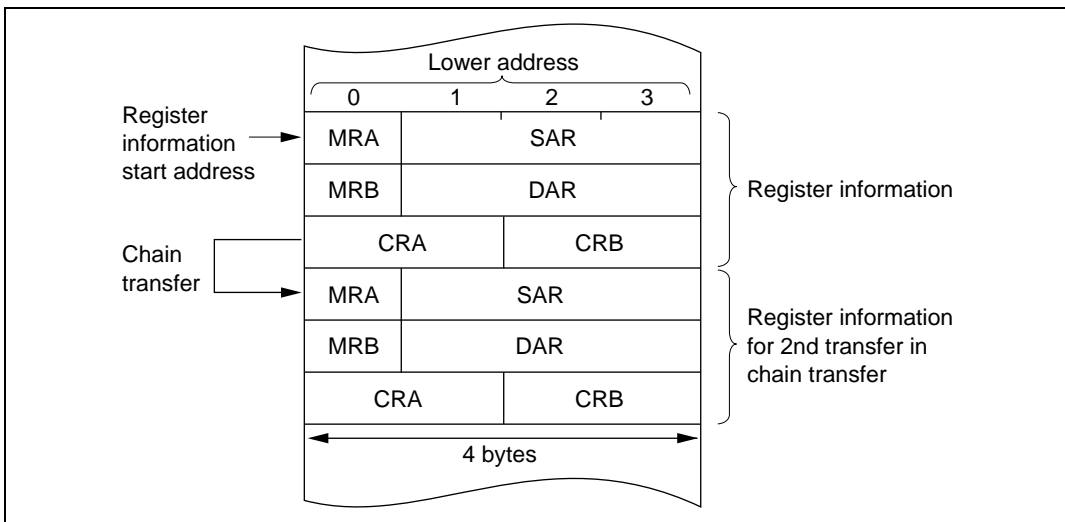 Lower address
0 1 2 3
Register
information
start address
MRA SAR
MRB DAR
CRA CRB
Register information
Chain
transfer
MRA SAR
MRB DAR
CRA CRB
Register information
for 2nd transfer in
chain transfer
4 bytes